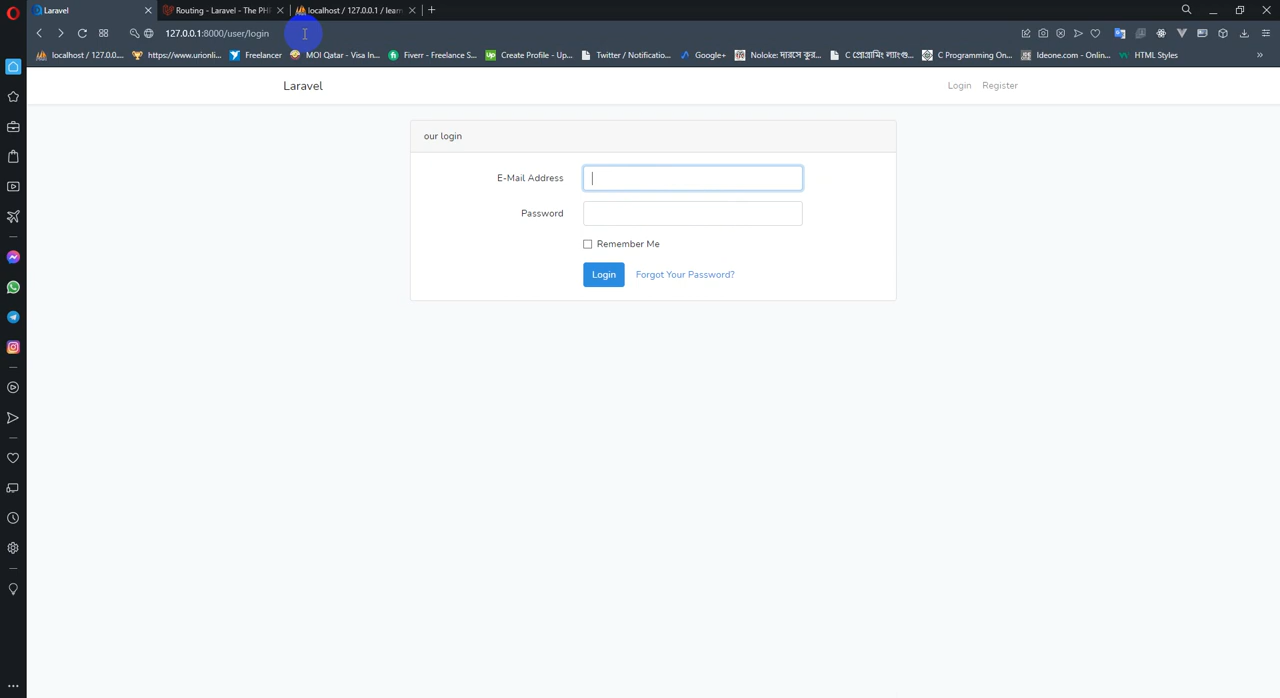 Laravel
Routing - Laravel - The PH
localhost / 127.0.0.1 / learn
127.0.0.1:8000/user/login
localhost / 127.0.0....
https://www.urionli...
Freelancer
MOI Qatar - Visa In...
Fiverr - Freelance S...
Create Profile - Up...
Twitter / Notificatio...
Google+
Noloke: দারসে কুর...
C Programming On...
Ideone.com - Onlin...
HTML Styles
Laravel
Login
Register
our login
E-Mail Address
Password
Remember Me
Login
Forgot Your Password?